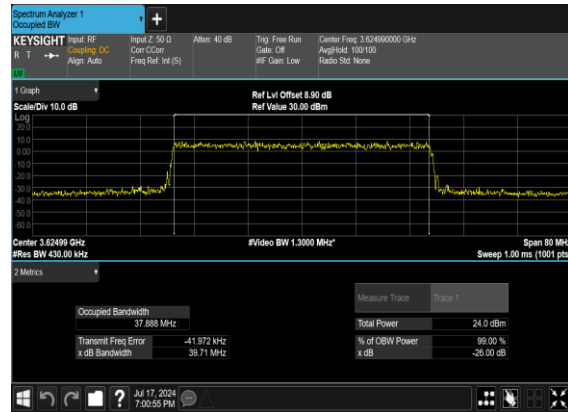 Spectrum Analyzer 1
Occupied BW
+
KEYSIGHT Input: RF Input Z: 50 Ω Atten: 40 dB Trig: Free Run Center Freq: 3.624990000 GHz
R T Coupling: DC Corr CCorr Gate: Off Avg|Hold: 100/100
Align: Auto Freq Ref: Int (S) #IF Gain: Low Radio Std: None
LW
1 Graph
Ref Lvl Offset 8.90 dB
Scale/Div 10.0 dB Ref Value 30.00 dBm
Log
20.0
10.0
0.00
-10.0
-20.0
-30.0
-40.0
-50.0
-60.0
Center 3.62499 GHz #Video BW 1.3000 MHz* Span 80 MHz
#Res BW 430.00 kHz Sweep 1.00 ms (1001 pts
2 Metrics
Measure Trace Trace 1
Occupied Bandwidth
37.888 MHz
Total Power 24.0 dBm
Transmit Freq Error -41.972 kHz % of OBW Power 99.00 %
x dB Bandwidth 39.71 MHz x dB -26.00 dB
?
Jul 17, 2024
7:00:55 PM